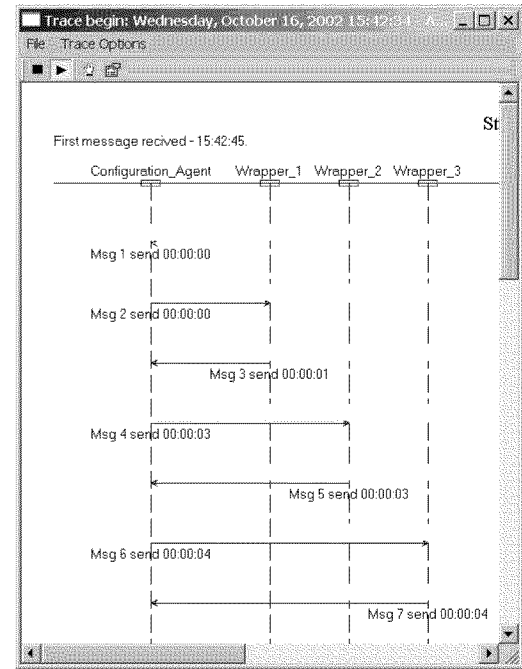 Trace begin: Wednesday, October 16, 2002 15:42:34 - A...
File Trace Options
St
First message recived - 15:42:45.
Configuration_Agent Wrapper_1 Wrapper_2 Wrapper_3
Msg 1 send 00:00:00
Msg 2 send 00:00:00
Msg 3 send 00:00:01
Msg 4 send 00:00:03
Msg 5 send 00:00:03
Msg 6 send 00:00:04
Msg 7 send 00:00:04